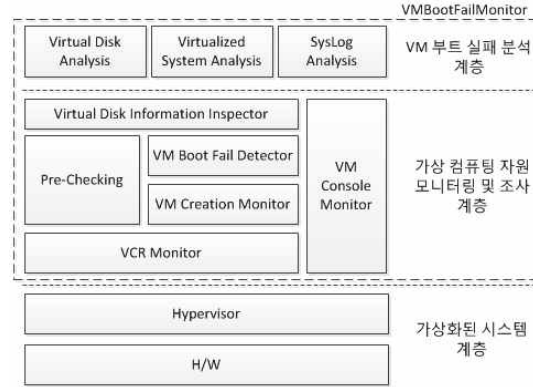 VMBootFailMonitor
Virtual Disk
Analysis
Virtualized
System Analysis
SysLog
Analysis
VM 부트 실패 분석
계층
Virtual Disk Information Inspector
Pre-Checking
VM Boot Fail Detector
VM Creation Monitor
VCR Monitor
VM
Console
Monitor
가상 컴퓨팅 자원
모니터링 및 조사
계층
Hypervisor
H/W
가상화된 시스템
계층